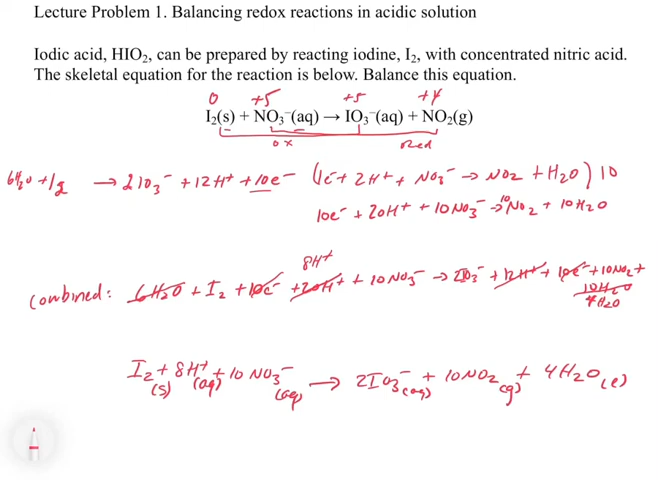 Lecture Problem 1. Balancing redox reactions in acidic solution
Iodic acid, HIO₂, can be prepared by reacting iodine, I₂, with concentrated nitric acid.
The skeletal equation for the reaction is below. Balance this equation.
0 +5 +5 +4
I₂(s) + NO₃⁻(aq) → IO₃⁻(aq) + NO₂(g)
ox Red
6H₂O + I₂ → 2IO₃⁻ + 12H⁺ + 10e⁻ (1e⁻ + 2H⁺ + NO₃⁻ → NO₂ + H₂O) 10
10e⁻ + 20H⁺ + 10NO₃⁻ → 10NO₂ + 10H₂O
8H⁺
Combined: 6H₂O + I₂ + 10e⁻ + 20H⁺ + 10NO₃⁻ → 2IO₃⁻ + 12H⁺ + 10e⁻ + 10NO₂ +
10H₂O
4H₂O
I₂ + 8H⁺ + 10NO₃⁻ → 2IO₃⁻ + 10NO₂ + 4H₂O
(s) (aq) (aq) (aq) (g) (l)